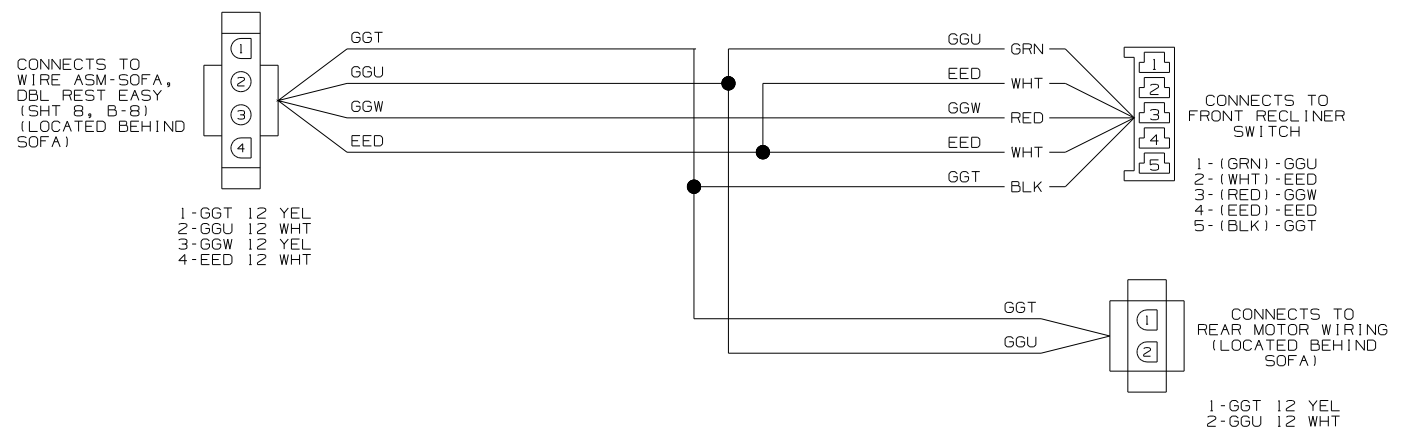 CONNECTS TO
WIRE ASM-SOFA,
DBL REST EASY
(SHT 8, B-8)
(LOCATED BEHIND
SOFA)
1
2
3
4
1-GGT 12 YEL
2-GGU 12 WHT
3-GGW 12 YEL
4-EED 12 WHT
GGT
GGU
GGW
EED
GGU GRN
EED WHT
GGW RED
EED WHT
GGT BLK
1
2
3
4
5
CONNECTS TO
FRONT RECLINER
SWITCH
1-(GRN)-GGU
2-(WHT)-EED
3-(RED)-GGW
4-(EED)-EED
5-(BLK)-GGT
GGT
GGU
1
2
CONNECTS TO
REAR MOTOR WIRING
(LOCATED BEHIND
SOFA)
1-GGT 12 YEL
2-GGU 12 WHT